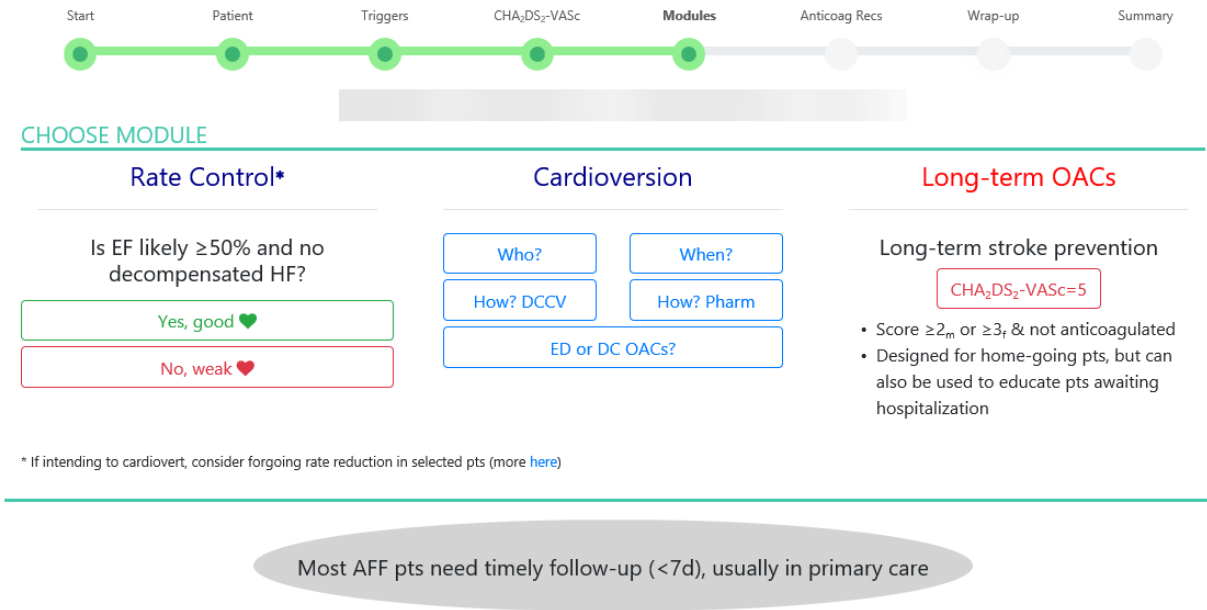 Start Patient Triggers CHA₂DS₂-VASc Modules Anticoag Recs Wrap-up Summary
CHOOSE MODULE
Rate Control*
Is EF likely ≥50% and no
decompensated HF?
Yes, good ♥
No, weak ♥
Cardioversion
Who? When?
How? DCCV How? Pharm
ED or DC OACs?
Long-term OACs
Long-term stroke prevention
CHA₂DS₂-VASc=5
• Score ≥2ₘ or ≥3f & not anticoagulated
• Designed for home-going pts, but can
also be used to educate pts awaiting
hospitalization
* If intending to cardiovert, consider forgoing rate reduction in selected pts (more here)
Most AFF pts need timely follow-up (<7d), usually in primary care